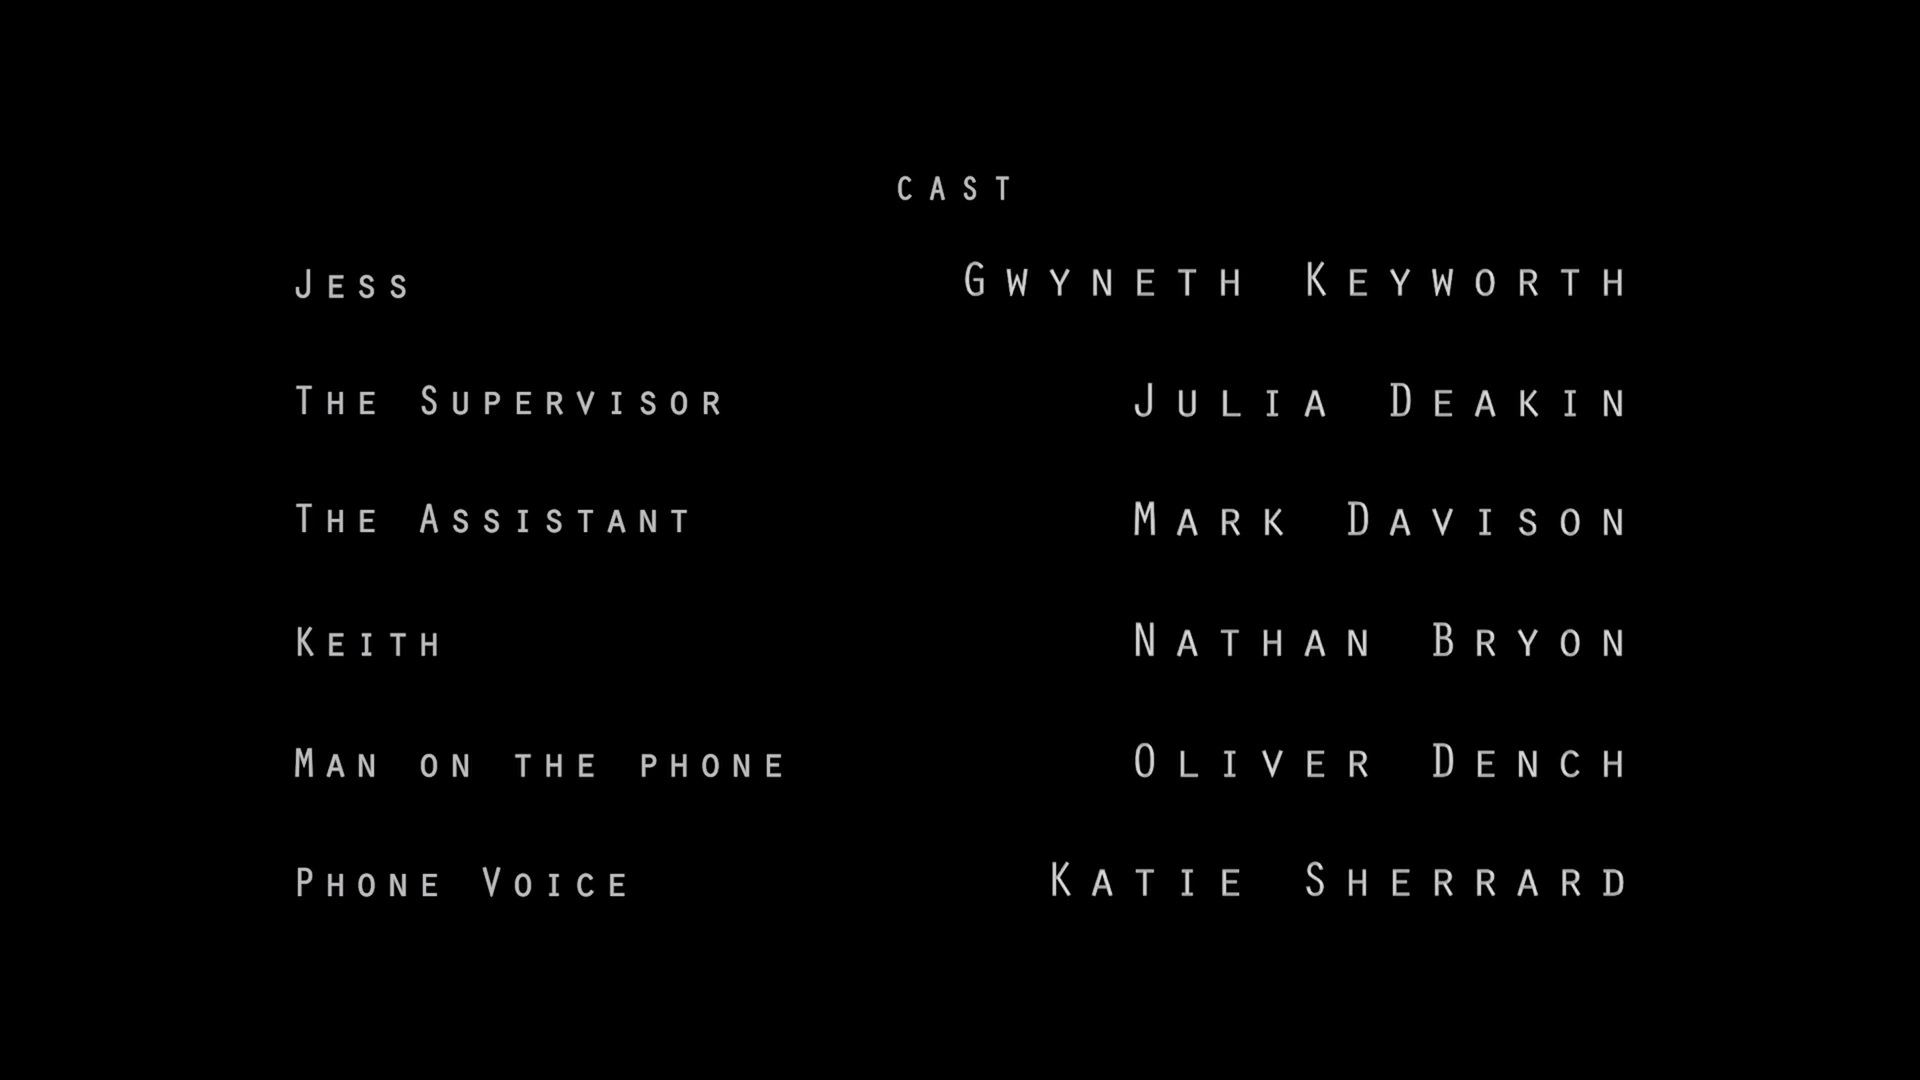 CAST
JESS GWYNETH KEYWORTH
THE SUPERVISOR JULIA DEAKIN
THE ASSISTANT MARK DAVISON
KEITH NATHAN BRYON
MAN ON THE PHONE OLIVER DENCH
PHONE VOICE KATIE SHERRARD